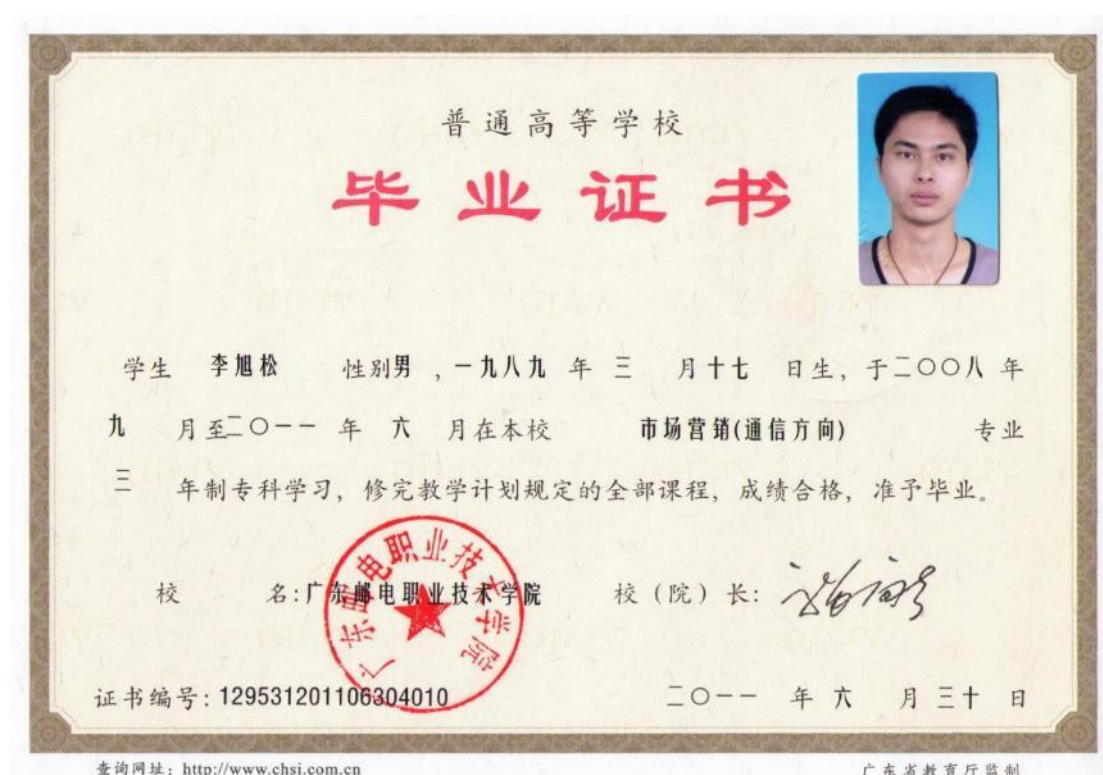 普通高等学校
毕业证书
学生 李旭松 性别男 ,一九八九 年 三 月十七 日生, 于二〇〇八 年
九 月至二〇一一 年 六 月在本校 市场营销(通信方向) 专业
三 年制专科学习, 修完教学计划规定的全部课程, 成绩合格, 准予毕业。
广东邮电职业技术学院
校 名:广东邮电职业技术学院 校 (院) 长:
证书编号: 129531201106304010 二〇一一 年 六 月 三十 日
查询网址: http://www.chsi.com.cn 广东省教育厅监制